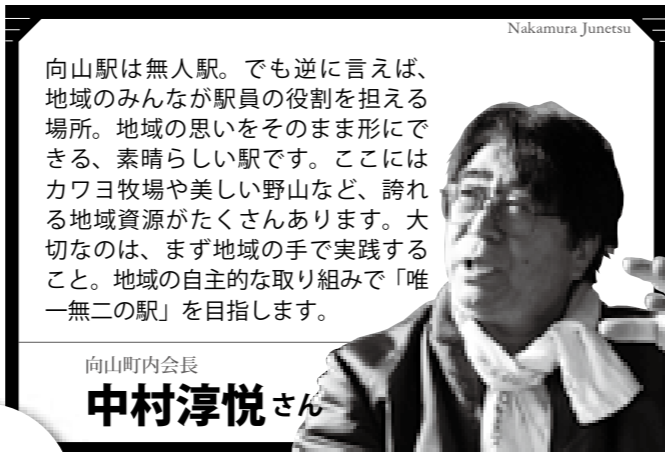 Nakamura Junetsu
向山駅は無人駅。でも逆に言えば、
地域のみんなが駅員の役割を担える
場所。地域の思いをそのまま形にで
きる、素晴らしい駅です。ここには
カワヨ牧場や美しい野山など、誇れ
る地域資源がたくさんあります。大
切なのは、まず地域の手で実践する
こと。地域の自主的な取り組みで「唯
一無二の駅」を目指します。
向山町内会長
中村淳悦さん